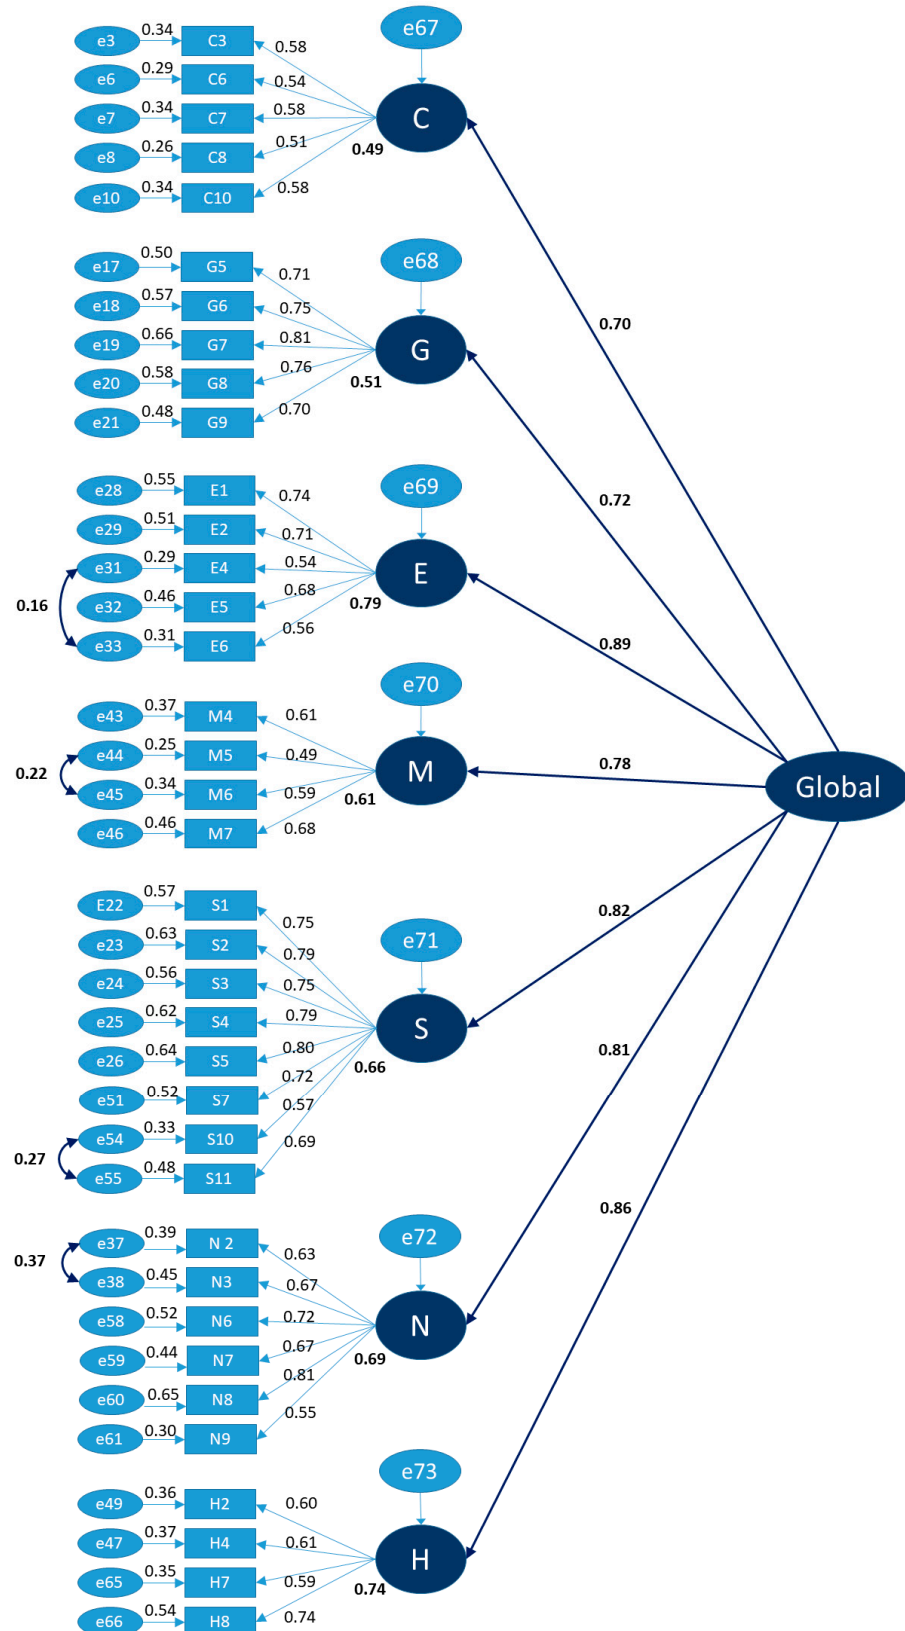 e67
e3 0.34 C3 0.58
e6 0.29 C6 0.54
e7 0.34 C7 0.58 C
e8 0.26 C8 0.51 0.49
e10 0.34 C10 0.58
e68
e17 0.50 G5 0.71
e18 0.57 G6 0.75
e19 0.66 G7 0.81 G
e20 0.58 G8 0.76 0.51
e21 0.48 G9 0.70
0.70
0.72
e69
e28 0.55 E1 0.74
e29 0.51 E2 0.71
e31 0.29 E4 0.54 E
0.16 e32 0.46 E5 0.68 0.79
e33 0.31 E6 0.56
0.89
e70
e43 0.37 M4 0.61
e44 0.25 M5 0.49
0.22
e45 0.34 M6 0.59 M
0.61
e46 0.46 M7 0.68
0.78
Global
e71
E22 0.57 S1 0.75
e23 0.63 S2 0.79
e24 0.56 S3 0.75
e25 0.62 S4 0.79 S
e26 0.64 S5 0.80 0.66
e51 0.52 S7 0.72
e54 0.33 S10 0.57
0.27
e55 0.48 S11 0.69
0.82
0.81
0.86
e72
e37 0.39 N 2 0.63
0.37
e38 0.45 N3 0.67
e58 0.52 N6 0.72 N
e59 0.44 N7 0.67 0.69
e60 0.65 N8 0.81
e61 0.30 N9 0.55
e73
e49 0.36 H2 0.60
e47 0.37 H4 0.61
e65 0.35 H7 0.59 H
0.74
e66 0.54 H8 0.74